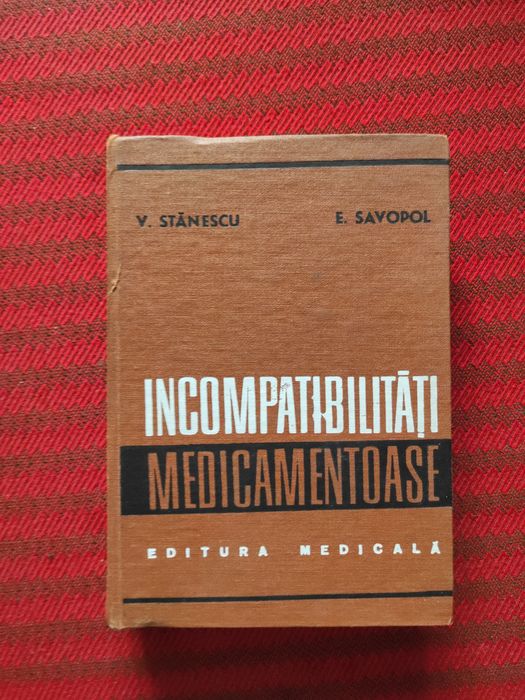 V. STĂNESCU E. SAVOPOL
INCOMPATIBILITĂȚI
MEDICAMENTOASE
EDITURA MEDICALĂ